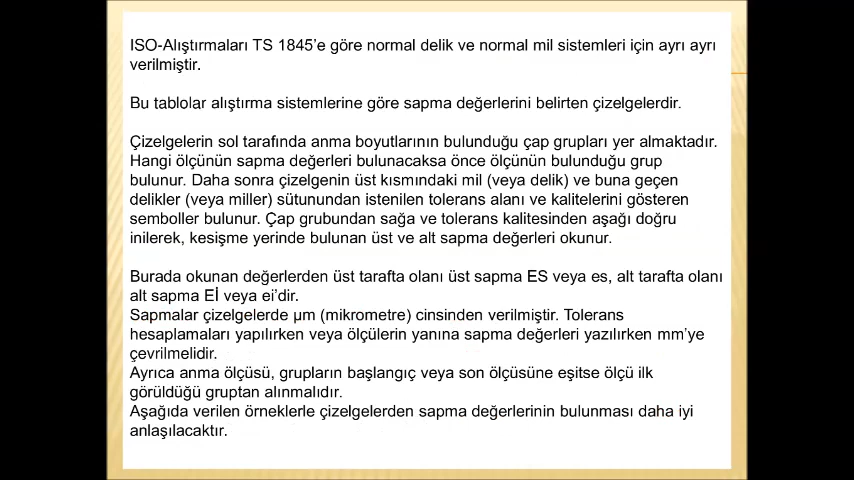 ISO-Alıştırmaları TS 1845’e göre normal delik ve normal mil sistemleri için ayrı ayrı
verilmiştir.
Bu tablolar alıştırma sistemlerine göre sapma değerlerini belirten çizelgelerdir.
Çizelgelerin sol tarafında anma boyutlarının bulunduğu çap grupları yer almaktadır.
Hangi ölçünün sapma değerleri bulunacaksa önce ölçünün bulunduğu grup
bulunur. Daha sonra çizelgenin üst kısmındaki mil (veya delik) ve buna geçen
delikler (veya miller) sütunundan istenilen tolerans alanı ve kalitelerini gösteren
semboller bulunur. Çap grubundan sağa ve tolerans kalitesinden aşağı doğru
inilerek, kesişme yerinde bulunan üst ve alt sapma değerleri okunur.
Burada okunan değerlerden üst tarafta olanı üst sapma ES veya es, alt tarafta olanı
alt sapma Eİ veya ei’dir.
Sapmalar çizelgelerde µm (mikrometre) cinsinden verilmiştir. Tolerans
hesaplamaları yapılırken veya ölçülerin yanına sapma değerleri yazılırken mm’ye
çevrilmelidir.
Ayrıca anma ölçüsü, grupların başlangıç veya son ölçüsüne eşitse ölçü ilk
görüldüğü gruptan alınmalıdır.
Aşağıda verilen örneklerle çizelgelerden sapma değerlerinin bulunması daha iyi
anlaşılacaktır.